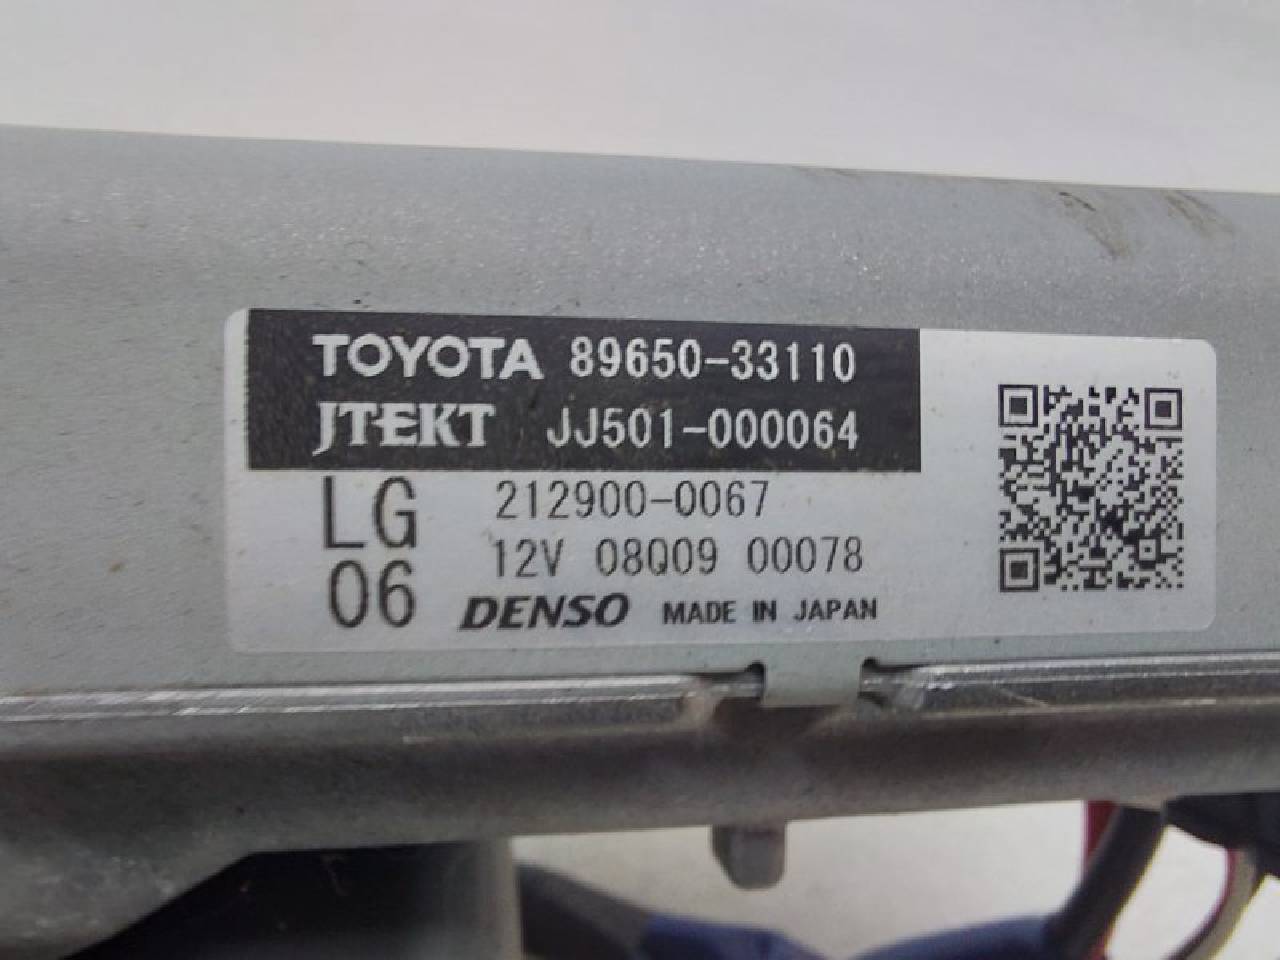 TOYOTA 89650-33110
JTEKT JJ501-000064
LG 212900-0067
06 12V 08Q09 00078
DENSO MADE IN JAPAN